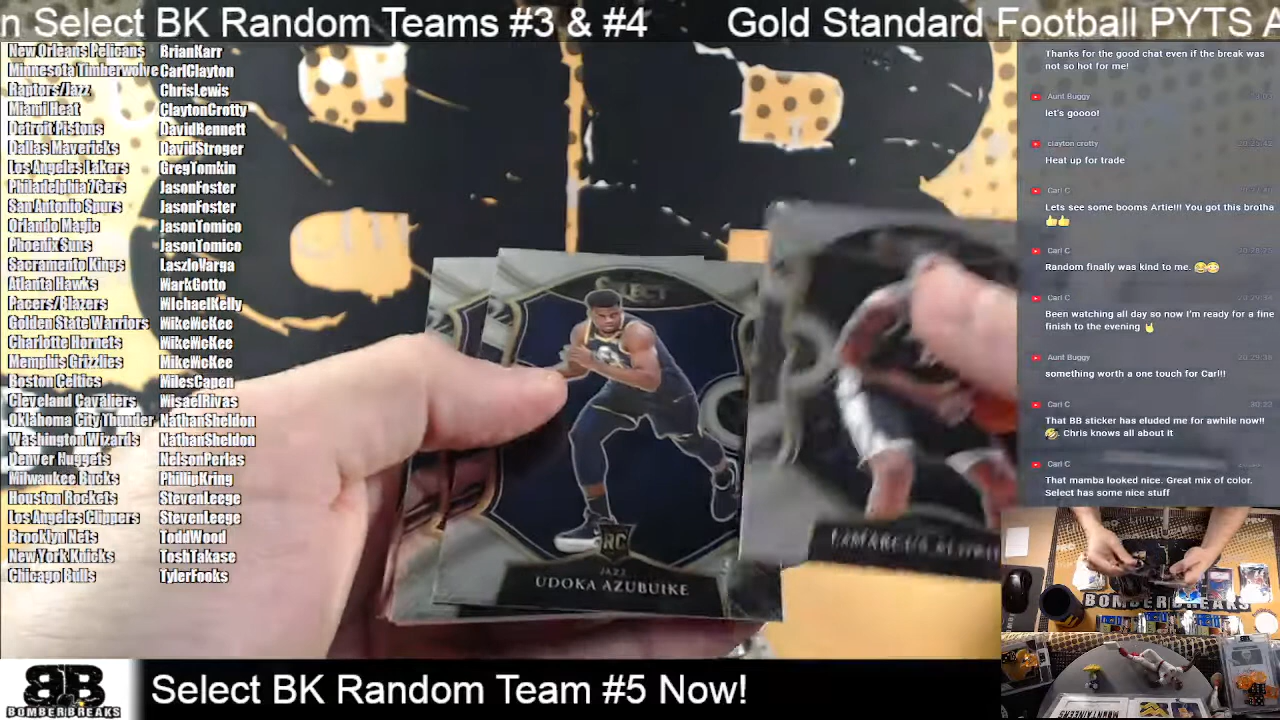 n Select BK Random Teams #3 & #4 Gold Standard Football PYTS A
New Orleans Pelicans BrianKarr
Minnesota Timberwolve CarlClayton
Raptors/Jazz ChrisLewis
Miami Heat ClaytonCrotty
Detroit Pistons DavidBennett
Dallas Mavericks DavidStroger
Los Angeles Lakers GregTomkin
Philadelphia 76ers JasonFoster
San Antonio Spurs JasonFoster
Orlando Magic JasonTomico
Phoenix Suns JasonTomico
Sacramento Kings LaszloVarga
Atlanta Hawks MarkGotto
Pacers/Blazers MichaelKelly
Golden State Warriors MikeMcKee
Charlotte Hornets MikeMcKee
Memphis Grizzlies MikeMcKee
Boston Celtics MilesCapen
Cleveland Cavaliers MisaelRivas
Oklahoma City Thunder NathanSheldon
Washington Wizards NathanSheldon
Denver Nuggets NelsonPerlas
Milwaukee Bucks PhillipKring
Houston Rockets StevenLeege
Los Angeles Clippers StevenLeege
Brooklyn Nets ToddWood
New York Knicks ToshTakase
Chicago Bulls TylerFooks
SELECT
RC
JAZZ
UDOKA AZUBUIKE
Thanks for the good chat even if the break was
not so hot for me!
Aunt Buggy
let's goooo!
clayton crotty
Heat up for trade
Carl C
Lets see some booms Artie!!! You got this brotha
👍👍
Carl C
Random finally was kind to me. 😂😳
Carl C
Been watching all day so now I'm ready for a fine
finish to the evening 🤘
Aunt Buggy
something worth a one touch for Carl!!!
Carl C
That BB sticker has eluded me for awhile now!!
🤣 Chris knows all about it
Carl C
That mamba looked nice. Great mix of color.
Select has some nice stuff
BOMBERBREAKS
BB
BOMBERBREAKS
Select BK Random Team #5 Now!